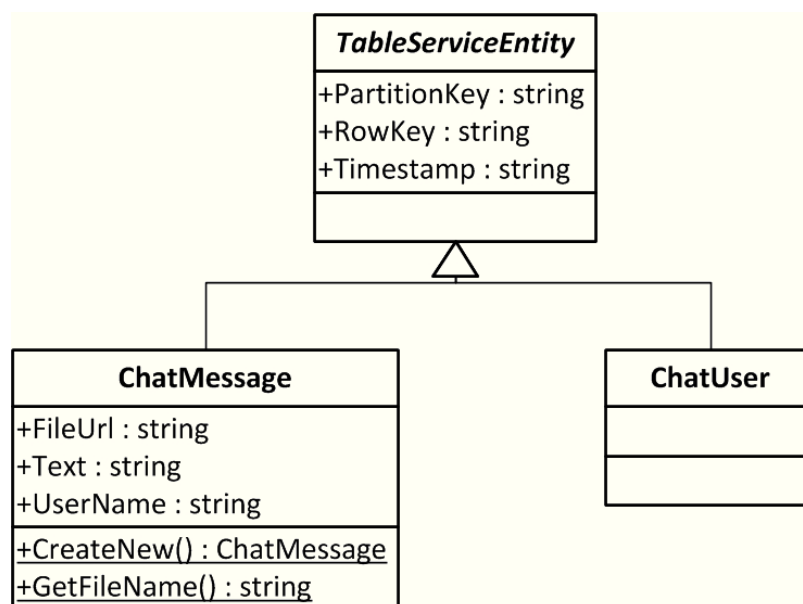 TableServiceEntity
+PartitionKey : string
+RowKey : string
+Timestamp : string
ChatMessage
+FileUrl : string
+Text : string
+UserName : string
+CreateNew() : ChatMessage
+GetFileName() : string
ChatUser